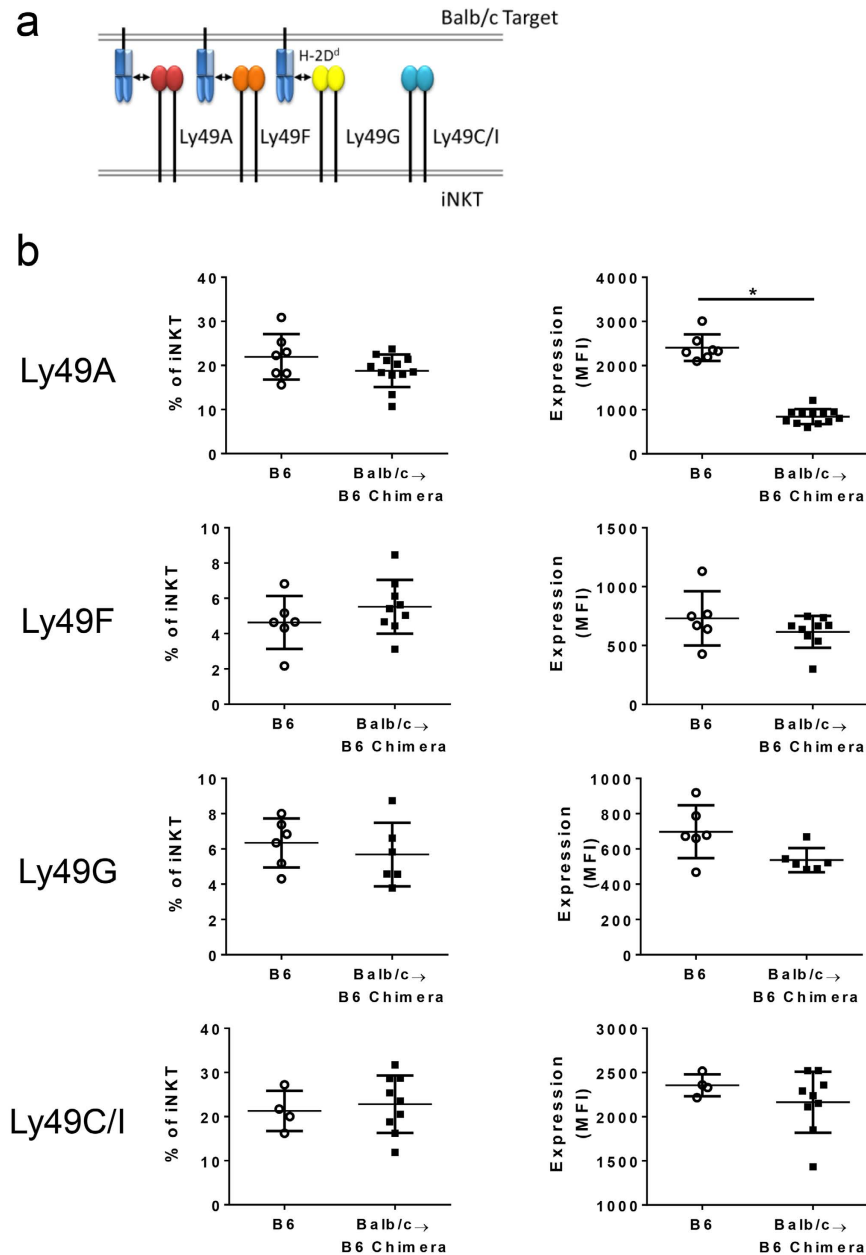 a
Balb/c Target
H-2Dd
Ly49A
Ly49F
Ly49G
Ly49C/I
iNKT
b
Ly49A
% of iNKT
40
30
20
10
0
B6
Balb/c→
B6 Chimera
Expression
(MFI)
4000
3000
2000
1000
0
*
B6
Balb/c→
B6 Chimera
Ly49F
% of iNKT
10
8
6
4
2
0
B6
Balb/c→
B6 Chimera
Expression
(MFI)
1500
1000
500
0
B6
Balb/c→
B6 Chimera
Ly49G
% of iNKT
10
8
6
4
2
0
B6
Balb/c→
B6 Chimera
Expression
(MFI)
1000
800
600
400
200
0
B6
Balb/c→
B6 Chimera
Ly49C/I
% of iNKT
40
30
20
10
0
B6
Balb/c→
B6 Chimera
Expression
(MFI)
3000
2500
2000
1500
1000
B6
Balb/c→
B6 Chimera